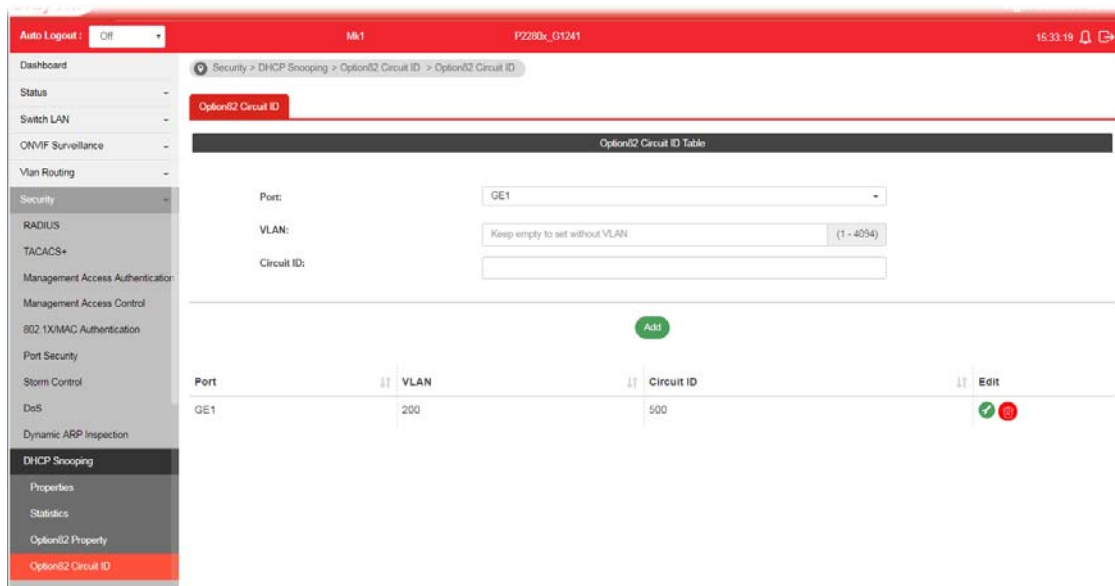 Auto Logout : Off Mk1 P2280x_G1241 15:33:19
Dashboard
Status
Switch LAN
ONVIF Surveillance
Vlan Routing
Security
RADIUS
TACACS+
Management Access Authentication
Management Access Control
802.1X/MAC Authentication
Port Security
Storm Control
DoS
Dynamic ARP Inspection
DHCP Snooping
Properties
Statistics
Option82 Property
Option82 Circuit ID
Security > DHCP Snooping > Option82 Circuit ID > Option82 Circuit ID
Option82 Circuit ID
Option82 Circuit ID Table
Port: GE1
VLAN: Keep empty to set without VLAN (1 - 4094)
Circuit ID:
Add
Port VLAN Circuit ID Edit
GE1 200 500